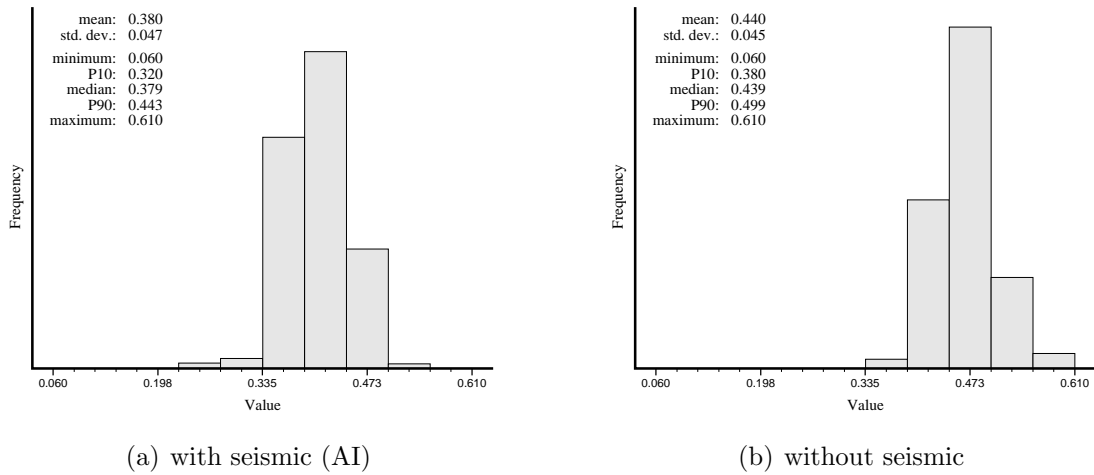 mean: 0.380
std. dev.: 0.047
minimum: 0.060
P10: 0.320
median: 0.379
P90: 0.443
maximum: 0.610
Frequency
0.060 0.198 0.335 0.473 0.610
Value
(a) with seismic (AI)
mean: 0.440
std. dev.: 0.045
minimum: 0.060
P10: 0.380
median: 0.439
P90: 0.499
maximum: 0.610
Frequency
0.060 0.198 0.335 0.473 0.610
Value
(b) without seismic